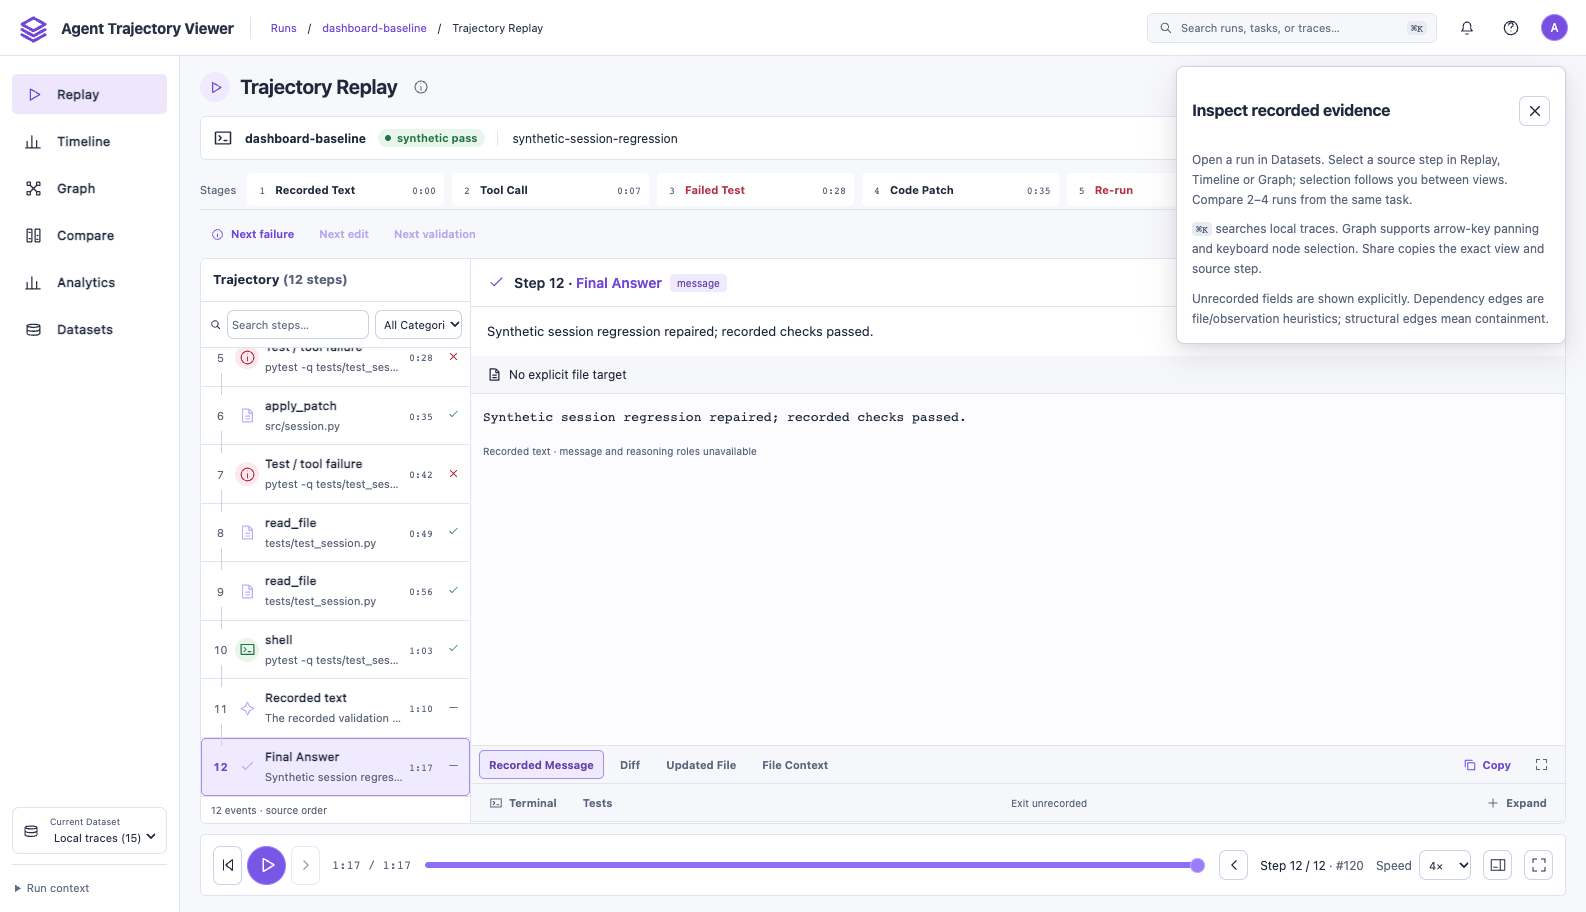 Agent Trajectory Viewer
Runs / dashboard-baseline / Trajectory Replay
Search runs, tasks, or traces...
⌘K
A
Replay
Timeline
Graph
Compare
Analytics
Datasets
Current Dataset
Local traces (15)
Run context
Trajectory Replay
dashboard-baseline
synthetic pass
synthetic-session-regression
Stages
1 Recorded Text 0:00
2 Tool Call 0:07
3 Failed Test 0:28
4 Code Patch 0:35
5 Re-run
Next failure
Next edit
Next validation
Inspect recorded evidence
Open a run in Datasets. Select a source step in Replay,
Timeline or Graph; selection follows you between views.
Compare 2–4 runs from the same task.
⌘K searches local traces. Graph supports arrow-key panning
and keyboard node selection. Share copies the exact view and
source step.
Unrecorded fields are shown explicitly. Dependency edges are
file/observation heuristics; structural edges mean containment.
Trajectory (12 steps)
Search steps...
All Categori
5 Test / tool failure 0:28
pytest -q tests/test_ses...
6 apply_patch 0:35
src/session.py
7 Test / tool failure 0:42
pytest -q tests/test_ses...
8 read_file 0:49
tests/test_session.py
9 read_file 0:56
tests/test_session.py
10 shell 1:03
pytest -q tests/test_ses...
11 Recorded text 1:10
The recorded validation ...
12 Final Answer 1:17
Synthetic session regres...
12 events · source order
Step 12 · Final Answer
message
Synthetic session regression repaired; recorded checks passed.
No explicit file target
Synthetic session regression repaired; recorded checks passed.
Recorded text · message and reasoning roles unavailable
Recorded Message
Diff
Updated File
File Context
Copy
Terminal
Tests
Exit unrecorded
Expand
1:17 / 1:17
Step 12 / 12 · #120
Speed
4×